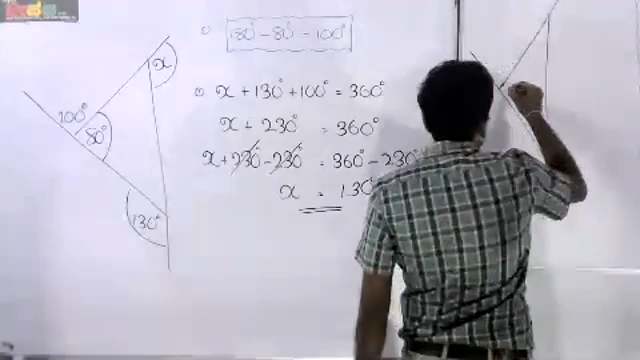 x
100°
80°
130°
180° - 80° = 100°
x + 130° + 100° = 360°
x + 230° = 360°
x + 230° - 230° = 360° - 230°
x = 130°